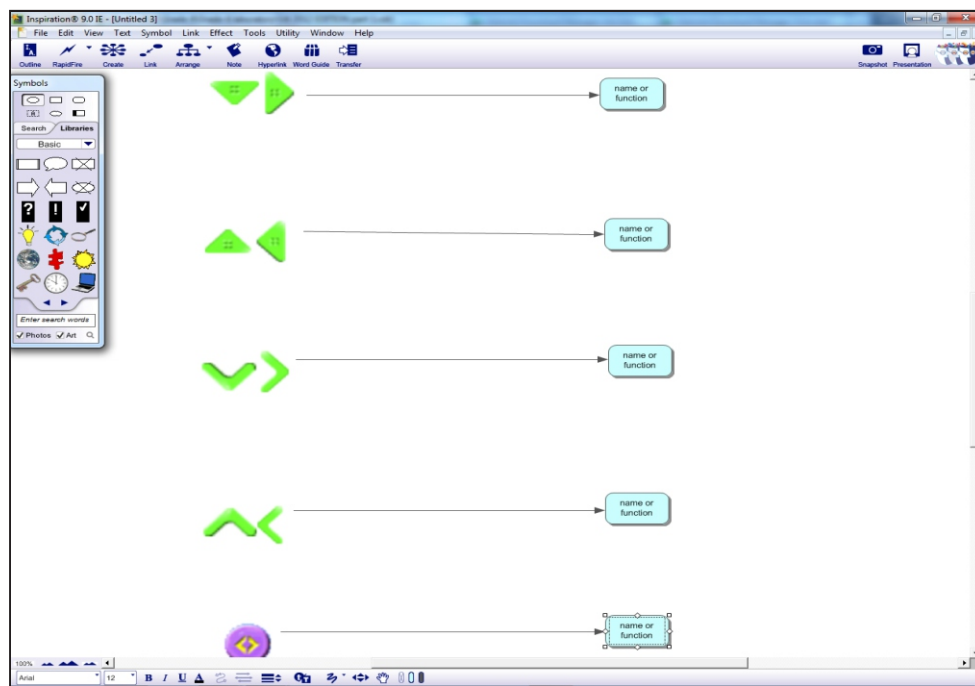 Inspiration® 9.0 IE - [Untitled 3]
File Edit View Text Symbol Link Effect Tools Utility Window Help
Outline RapidFire Create Link Arrange Note Hyperlink Word Guide Transfer Snapshot Presentation
Symbols
Search Libraries
Basic
? ! ✓
Enter search words
Photos Art
name or
function
name or
function
name or
function
name or
function
name or
function
100%
Arial 12 B I U A